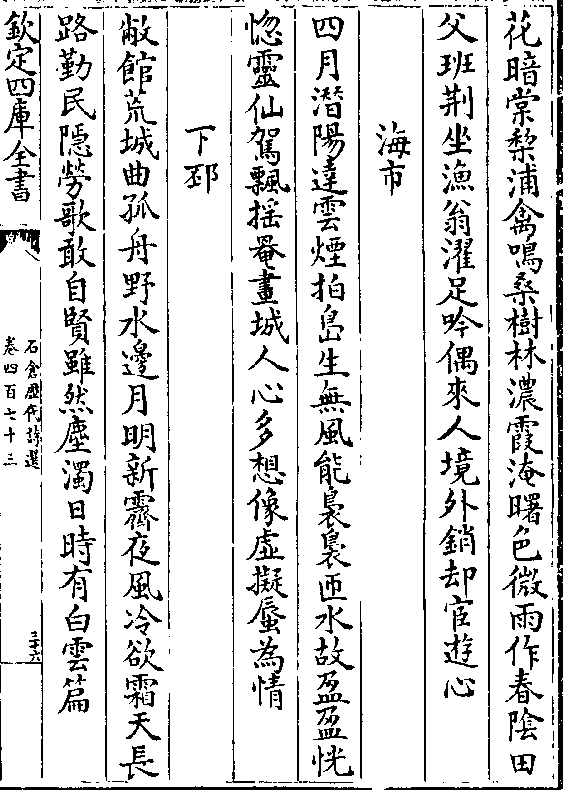 花暗棠梨浦禽鳴桑樹林濃霞淹曙色微雨作春陰田
父班荆坐漁翁濯足吟偶來人境外銷却宦遊心
海市
四月潛陽達雲煙拍島生無風能裊裊近水故盈盈恍
惚靈仙駕飄揺罨畫城人心多想像虚擬蜃為情
下邳
敝館荒城曲孤舟野水邊月明新霽夜風冷欲霜天長
路勤民隱勞歌敢自賢雖然塵濁日時有白雲篇
欽定四庫全書
石倉歷代詩選
卷四百七十二
三十六